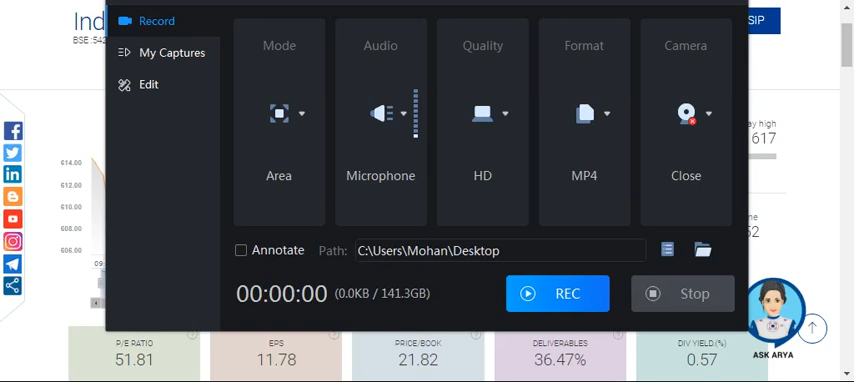 Ind
BSE :542
SIP
Record
My Captures
Edit
Mode
Audio
Quality
Format
Camera
Area
Microphone
HD
MP4
Close
Annotate
Path: C:\Users\Mohan\Desktop
00:00:00 (0.0KB / 141.3GB)
REC
Stop
614.00
612.00
610.00
608.00
606.00
09:
ay high
617
ne
52
ASK ARYA
P/E RATIO
51.81
EPS
11.78
PRICE/BOOK
21.82
DELIVERABLES
36.47%
DIV YIELD.(%)
0.57